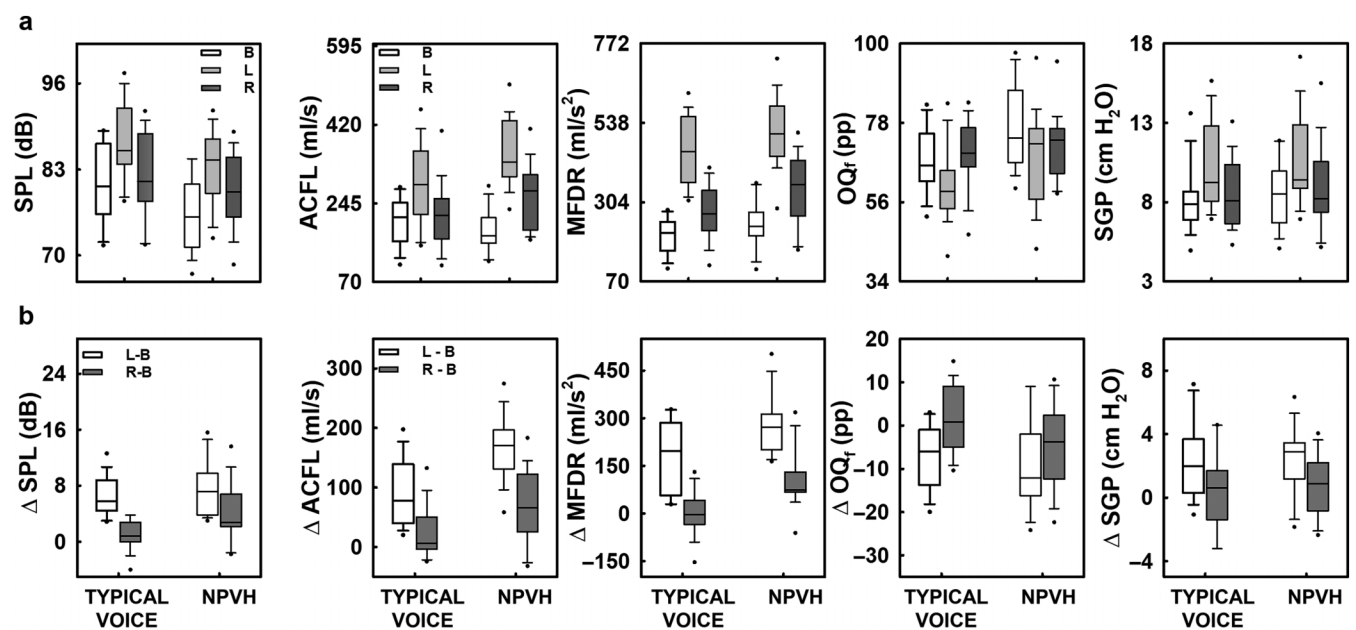 a
SPL (dB)
96
83
70
B
L
R
ACFL (ml/s)
595
420
245
70
B
L
R
MFDR (ml/s²)
772
538
304
70
OQf (pp)
100
78
56
34
SGP (cm H₂O)
18
13
8
3
b
Δ SPL (dB)
24
16
8
0
L-B
R-B
TYPICAL
VOICE
NPVH
Δ ACFL (ml/s)
300
200
100
0
L - B
R - B
TYPICAL
VOICE
NPVH
Δ MFDR (ml/s²)
450
300
150
0
−150
TYPICAL
VOICE
NPVH
Δ OQf (pp)
20
10
0
−10
−20
−30
TYPICAL
VOICE
NPVH
Δ SGP (cm H₂O)
8
4
0
−4
TYPICAL
VOICE
NPVH